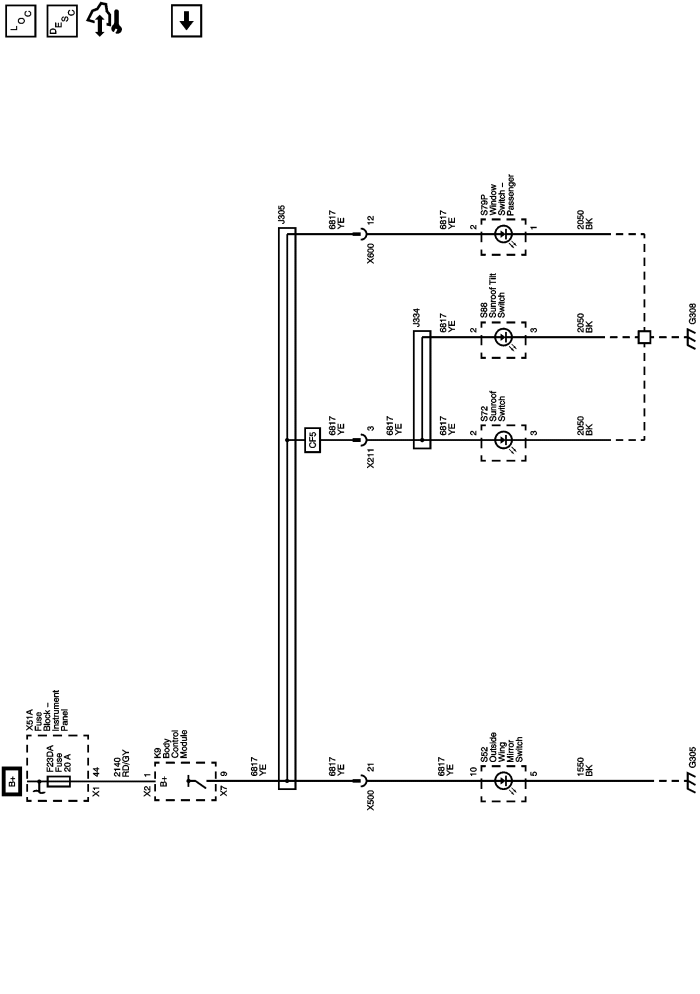 LOC
DESC
B+
X51A
Fuse
Block –
Instrument
Panel
F23DA
Fuse
20 A
44
X1
2140
RD/GY
1
X2
K9
Body
Control
Module
B+
9
X7
6817
YE
J305
6817
YE
21
X500
6817
YE
10
S52
Outside
Wing
Mirror
Switch
5
1550
BK
G305
CF5
6817
YE
3
X211
6817
YE
J334
6817
YE
2
S72
Sunroof
Switch
3
2050
BK
6817
YE
2
S88
Sunroof Tilt
Switch
3
2050
BK
G308
6817
YE
12
X600
6817
YE
2
S79P
Window
Switch –
Passenger
1
2050
BK